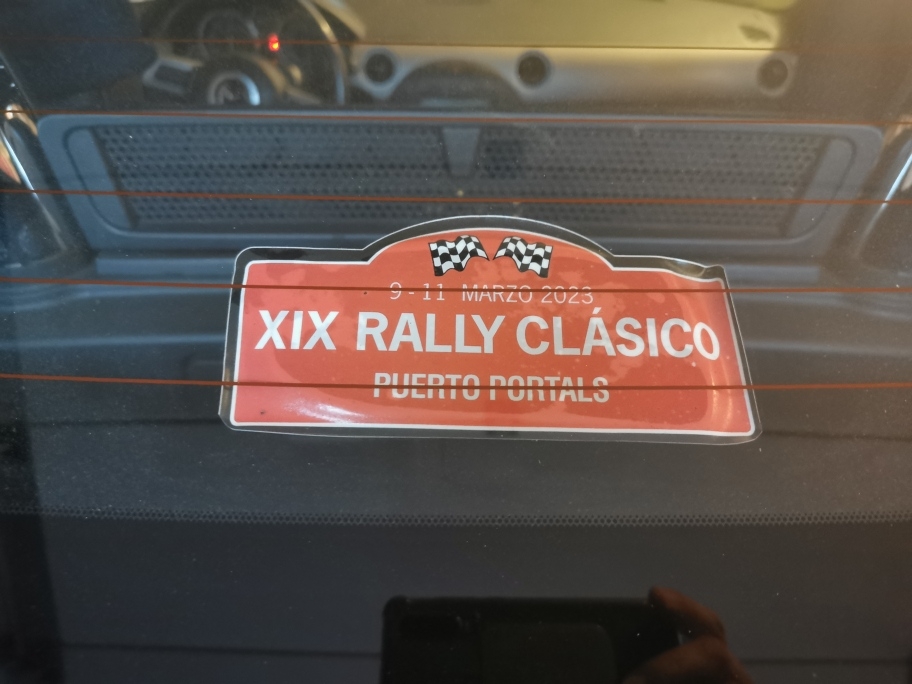 9 - 11 MARZO 2023
XIX RALLY CLÁSICO
PUERTO PORTALS